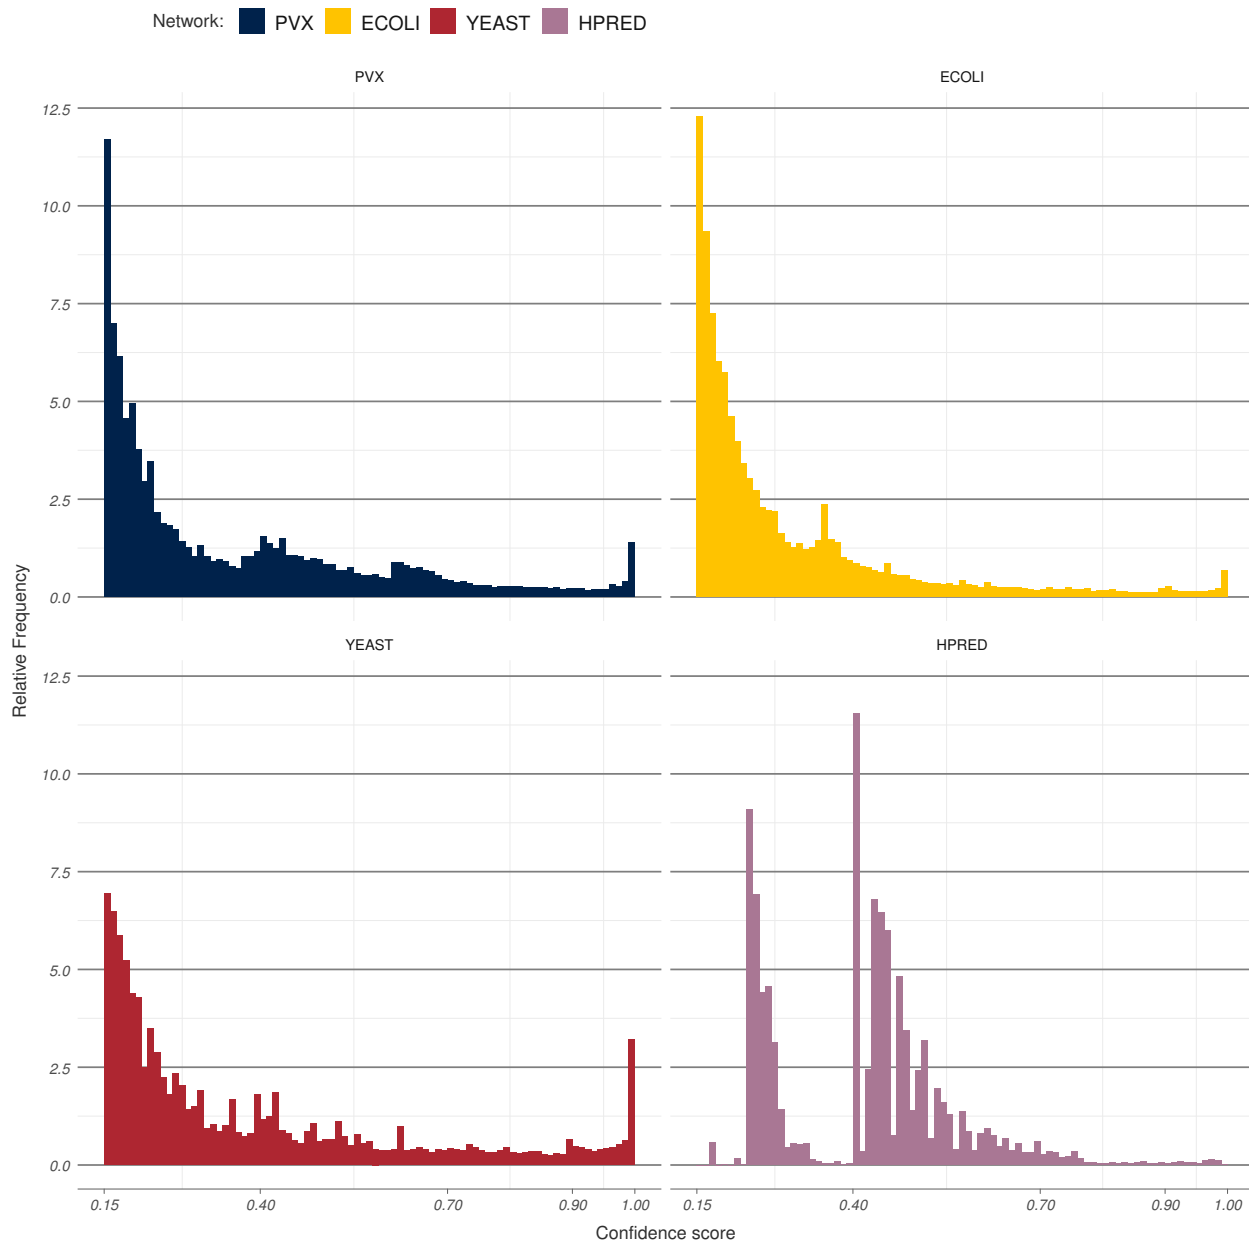 Network: PVX ECOLI YEAST HPRED
PVX
ECOLI
12.5
10.0
7.5
5.0
2.5
0.0
Relative Frequency
YEAST
HPRED
12.5
10.0
7.5
5.0
2.5
0.0
0.15 0.40 0.70 0.90 1.00
0.15 0.40 0.70 0.90 1.00
Confidence score